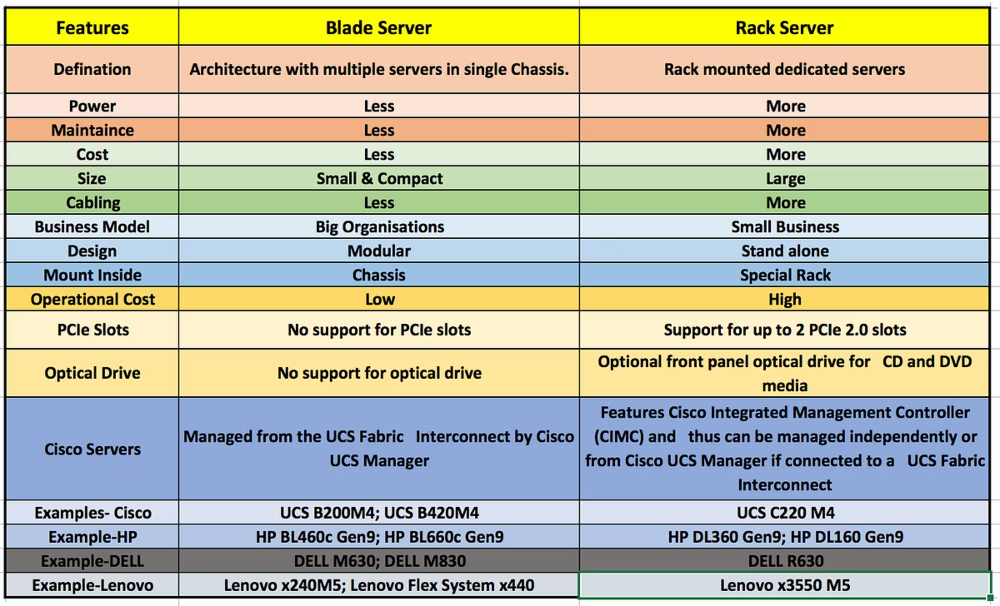 Features Blade Server Rack Server
Defination Architecture with multiple servers in single Chassis. Rack mounted dedicated servers
Power Less More
Maintaince Less More
Cost Less More
Size Small & Compact Large
Cabling Less More
Business Model Big Organisations Small Business
Design Modular Stand alone
Mount Inside Chassis Special Rack
Operational Cost Low High
PCIe Slots No support for PCIe slots Support for up to 2 PCIe 2.0 slots
Optical Drive No support for optical drive Optional front panel optical drive for CD and DVD
media
Cisco Servers
Managed from the UCS Fabric Interconnect by Cisco
UCS Manager
Features Cisco Integrated Management Controller
(CIMC) and thus can be managed independently or
from Cisco UCS Manager if connected to a UCS Fabric
Interconnect
Examples- Cisco UCS B200M4; UCS B420M4 UCS C220 M4
Example-HP HP BL460c Gen9; HP BL660c Gen9 HP DL360 Gen9; HP DL160 Gen9
Example-DELL DELL M630; DELL M830 DELL R630
Example-Lenovo Lenovo x240M5; Lenovo Flex System x440 Lenovo x3550 M5